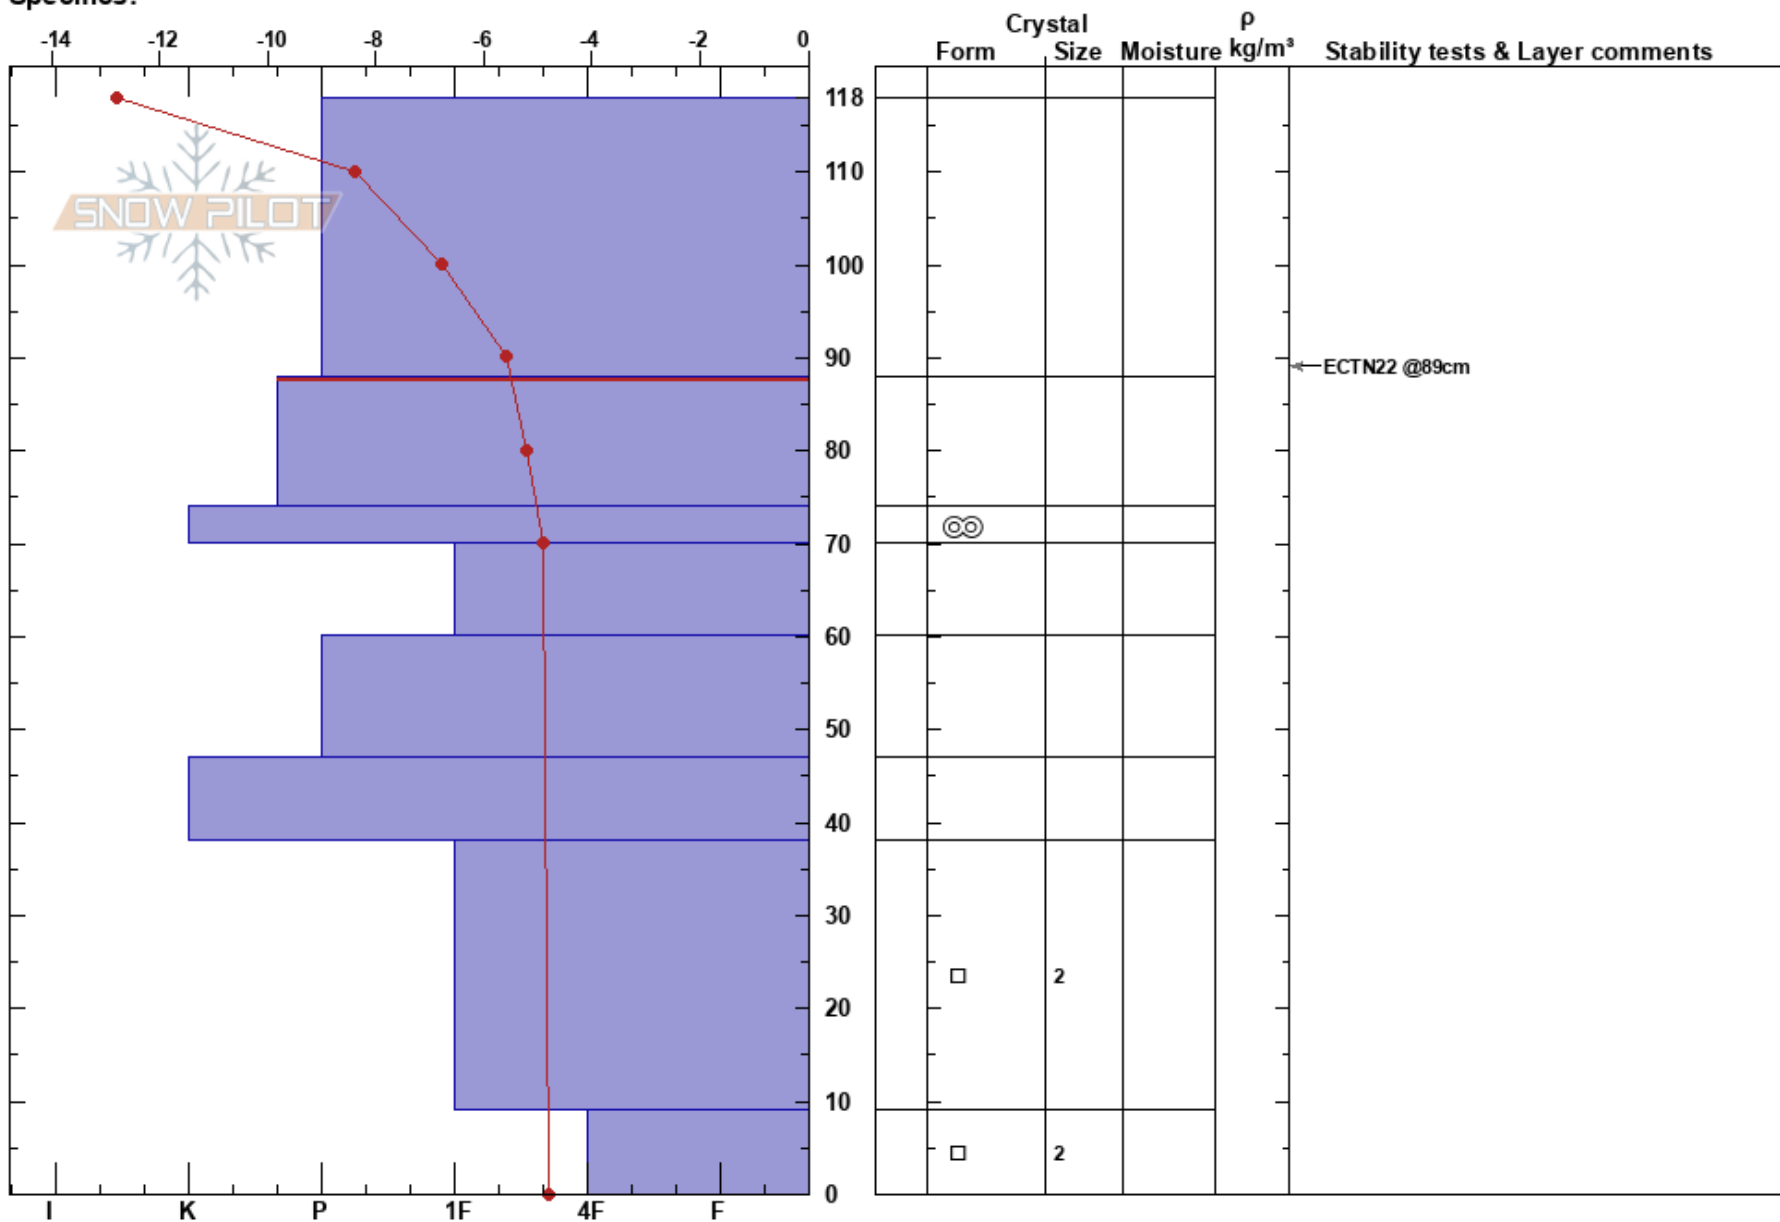 Specifics:
-14 -12 -10 -8 -6 -4 -2 0
Crystal ρ
Form Size Moisture kg/m³ Stability tests & Layer comments
118
110
SNOW PILOT
100
90
ECTN22 @89cm
80
70
60
50
40
30
2
20
10
2
0
I K P 1F 4F F